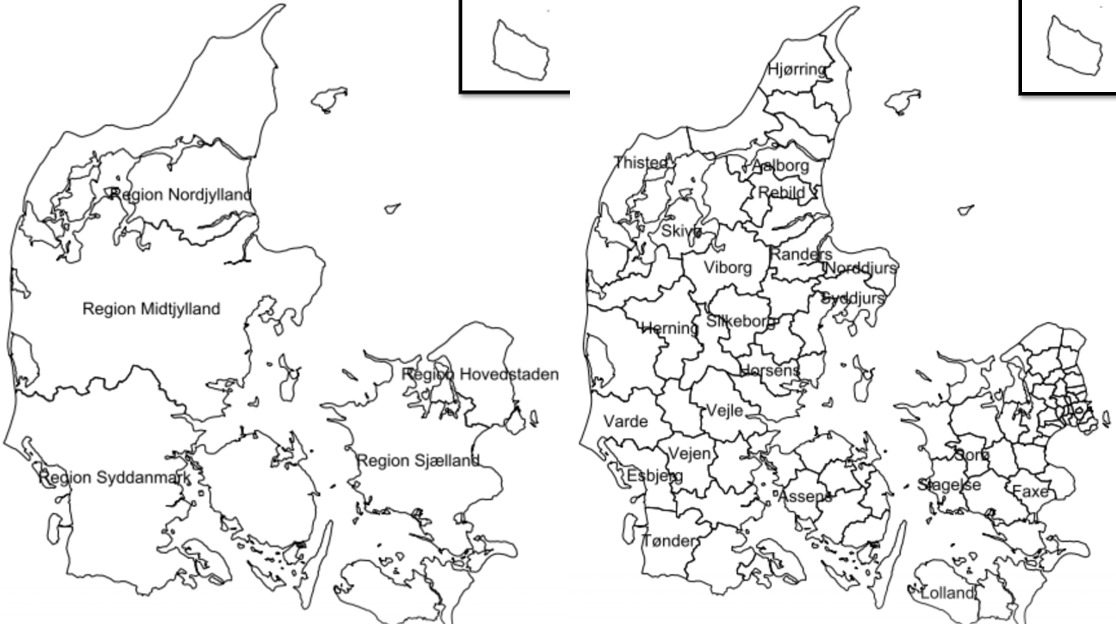 Region Nordjylland
Region Midtjylland
Region Hovedstaden
Region Sjælland
Region Syddanmark
Hjørring
Thisted
Aalborg
Rebild
Skive
Randers
Viborg
Norddjurs
Syddjurs
Silkeborg
Herning
Horsens
Vejle
Varde
Vejen
Sorø
Esbjerg
Slagelse
Faxe
Assens
Tønder
Lolland